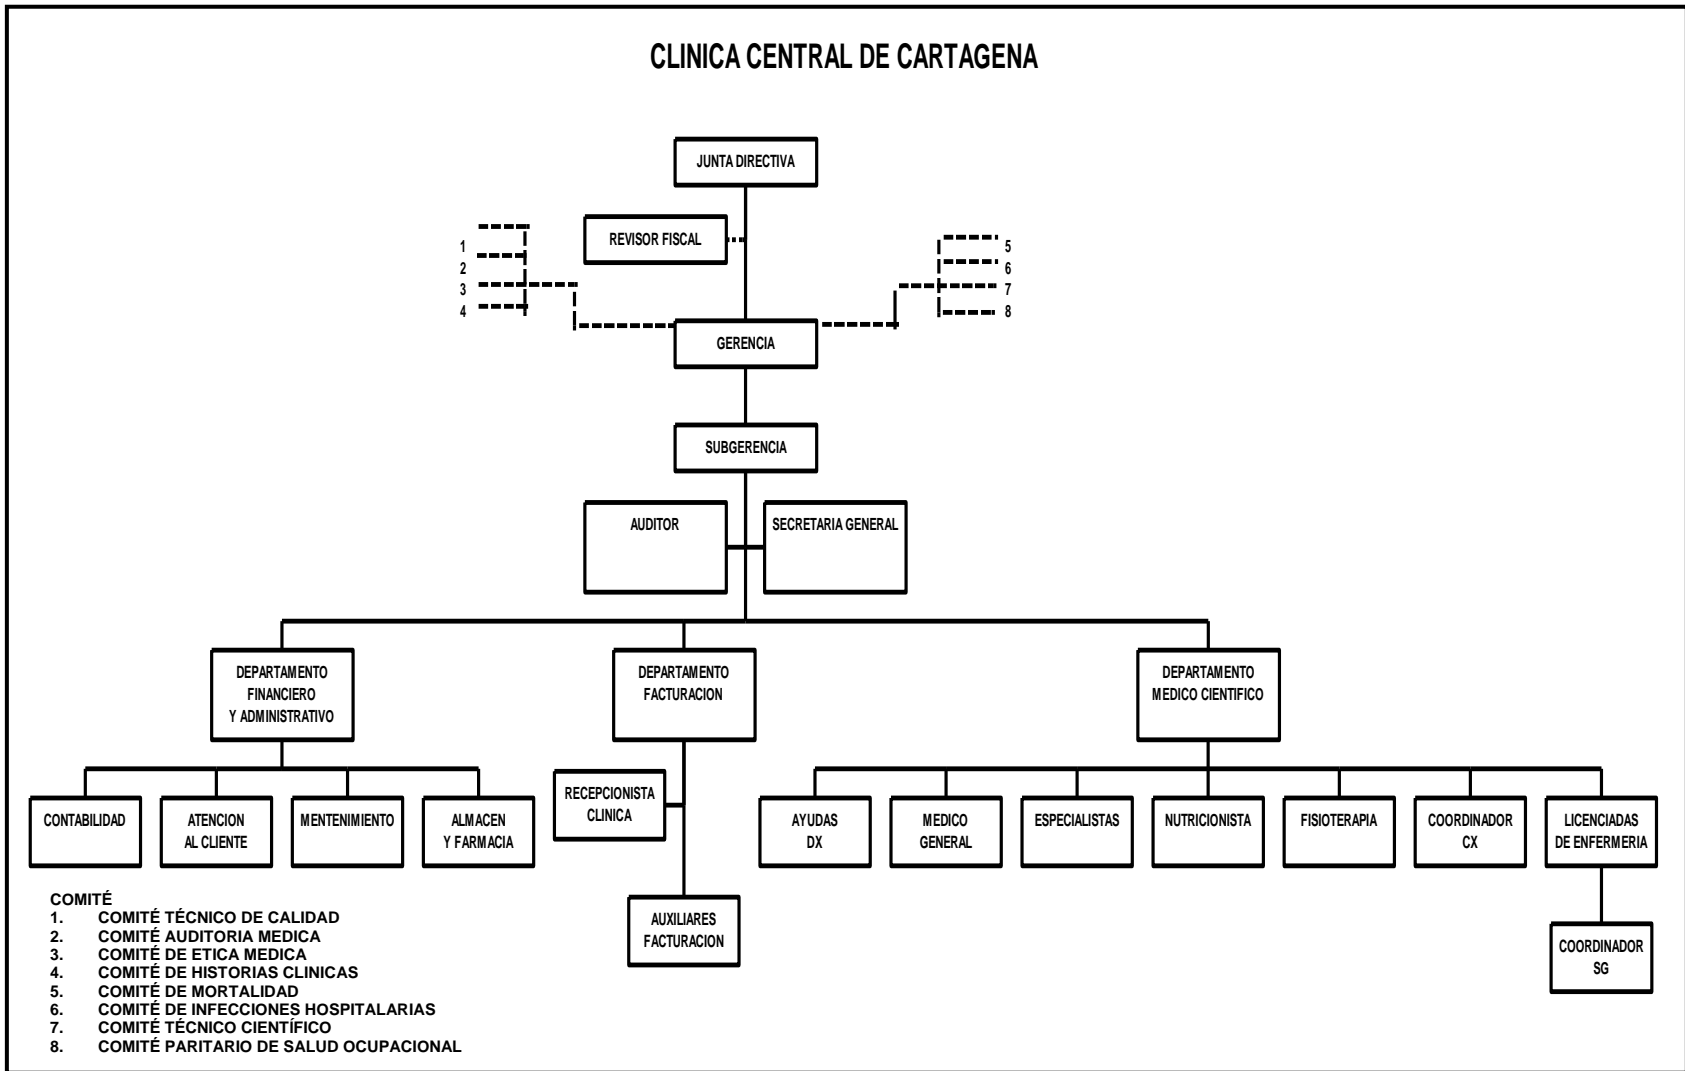 CLINICA CENTRAL DE CARTAGENA
JUNTA DIRECTIVA
REVISOR FISCAL
1
2
3
4
5
6
7
8
GERENCIA
SUBGERENCIA
AUDITOR
SECRETARIA GENERAL
DEPARTAMENTO
FINANCIERO
Y ADMINISTRATIVO
DEPARTAMENTO
FACTURACION
DEPARTAMENTO
MEDICO CIENTIFICO
CONTABILIDAD
ATENCION
AL CLIENTE
MENTENIMIENTO
ALMACEN
Y FARMACIA
RECEPCIONISTA
CLINICA
AUXILIARES
FACTURACION
AYUDAS
DX
MEDICO
GENERAL
ESPECIALISTAS
NUTRICIONISTA
FISIOTERAPIA
COORDINADOR
CX
LICENCIADAS
DE ENFERMERIA
COORDINADOR
SG
COMITÉ
1. COMITÉ TÉCNICO DE CALIDAD
2. COMITÉ AUDITORIA MEDICA
3. COMITÉ DE ETICA MEDICA
4. COMITÉ DE HISTORIAS CLINICAS
5. COMITÉ DE MORTALIDAD
6. COMITÉ DE INFECCIONES HOSPITALARIAS
7. COMITÉ TÉCNICO CIENTÍFICO
8. COMITÉ PARITARIO DE SALUD OCUPACIONAL